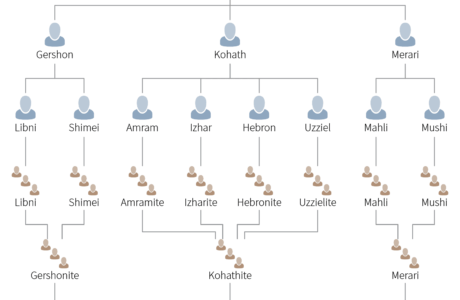 Gershon Kohath Merari
Libni Shimei Amram Izhar Hebron Uzziel Mahli Mushi
Libni Shimei Amramite Izharite Hebronite Uzzielite Mahli Mushi
Gershonite Kohathite Merari